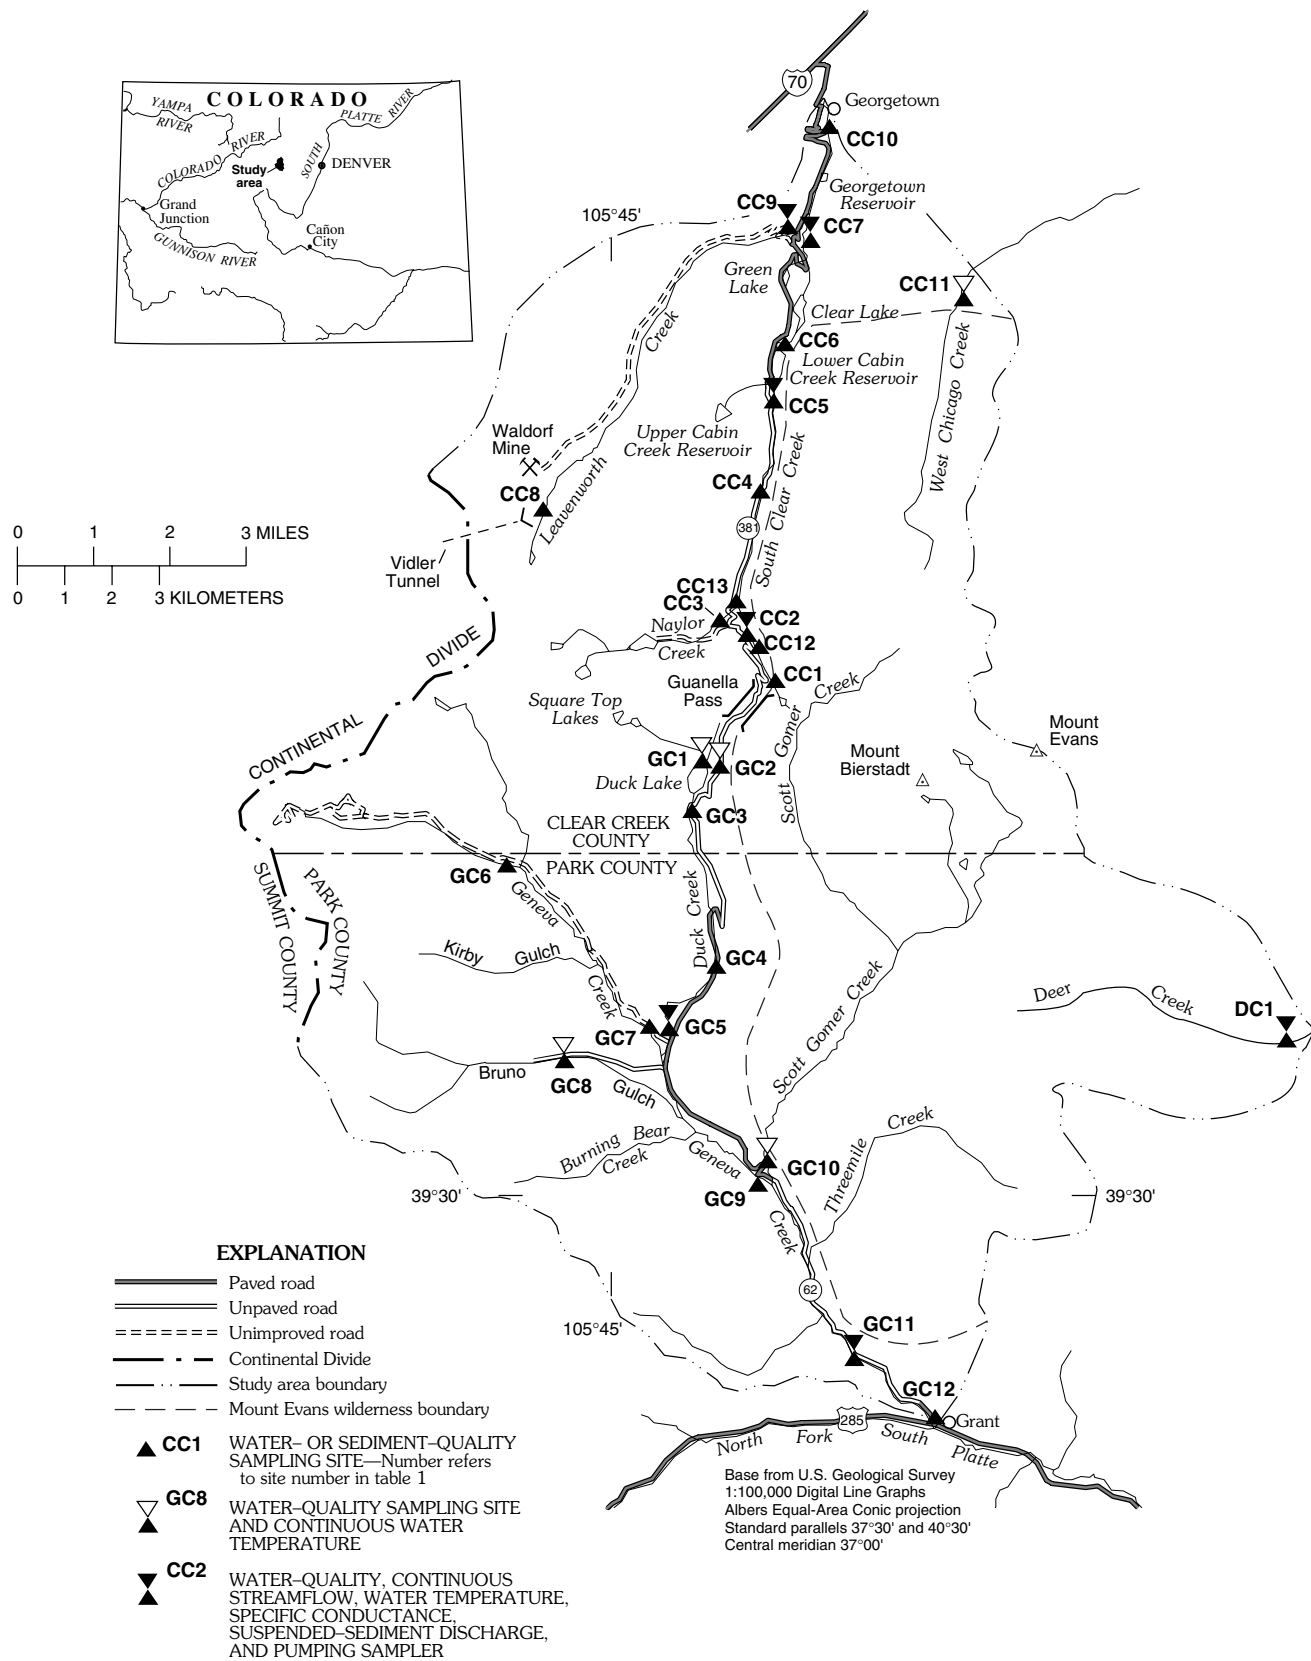 COLORADO
YAMPA
RIVER
PLATTE RIVER
SOUTH
COLORADO RIVER
Study
area
DENVER
Grand
Junction
GUNNISON RIVER
Cañon
City
70
Georgetown
CC10
Georgetown
Reservoir
CC9
CC7
105°45'
Green
Lake
CC11
Clear Lake
CC6
Lower Cabin
Creek Reservoir
CC5
Upper Cabin
Creek Reservoir
West Chicago Creek
Leavenworth
Creek
Waldorf
Mine
CC8
CC4
381
South Clear Creek
Vidler
Tunnel
0 1 2 3 MILES
0 1 2 3 KILOMETERS
CC13
CC3
CC2
Naylor
Creek
CC12
CC1
Guanella
Pass
Square Top
Lakes
Scott Gomer Creek
Mount
Evans
Mount
Bierstadt
CONTINENTAL DIVIDE
GC1
GC2
Duck Lake
GC3
CLEAR CREEK
COUNTY
PARK COUNTY
SUMMIT COUNTY
PARK COUNTY
GC6
Geneva
Creek
Kirby Gulch
Duck Creek
GC4
Scott Gomer Creek
Deer Creek
DC1
GC7
GC5
Bruno
GC8
Gulch
Burning Bear
Creek
Geneva
Creek
GC10
GC9
Threemile
Creek
39°30'
39°30'
62
105°45'
GC11
GC12
Grant
285
North Fork South Platte
Base from U.S. Geological Survey
1:100,000 Digital Line Graphs
Albers Equal-Area Conic projection
Standard parallels 37°30' and 40°30'
Central meridian 37°00'
EXPLANATION
Paved road
Unpaved road
Unimproved road
Continental Divide
Study area boundary
Mount Evans wilderness boundary
CC1 WATER– OR SEDIMENT–QUALITY
SAMPLING SITE—Number refers
to site number in table 1
GC8
WATER–QUALITY SAMPLING SITE
AND CONTINUOUS WATER
TEMPERATURE
CC2
WATER–QUALITY, CONTINUOUS
STREAMFLOW, WATER TEMPERATURE,
SPECIFIC CONDUCTANCE,
SUSPENDED–SEDIMENT DISCHARGE,
AND PUMPING SAMPLER